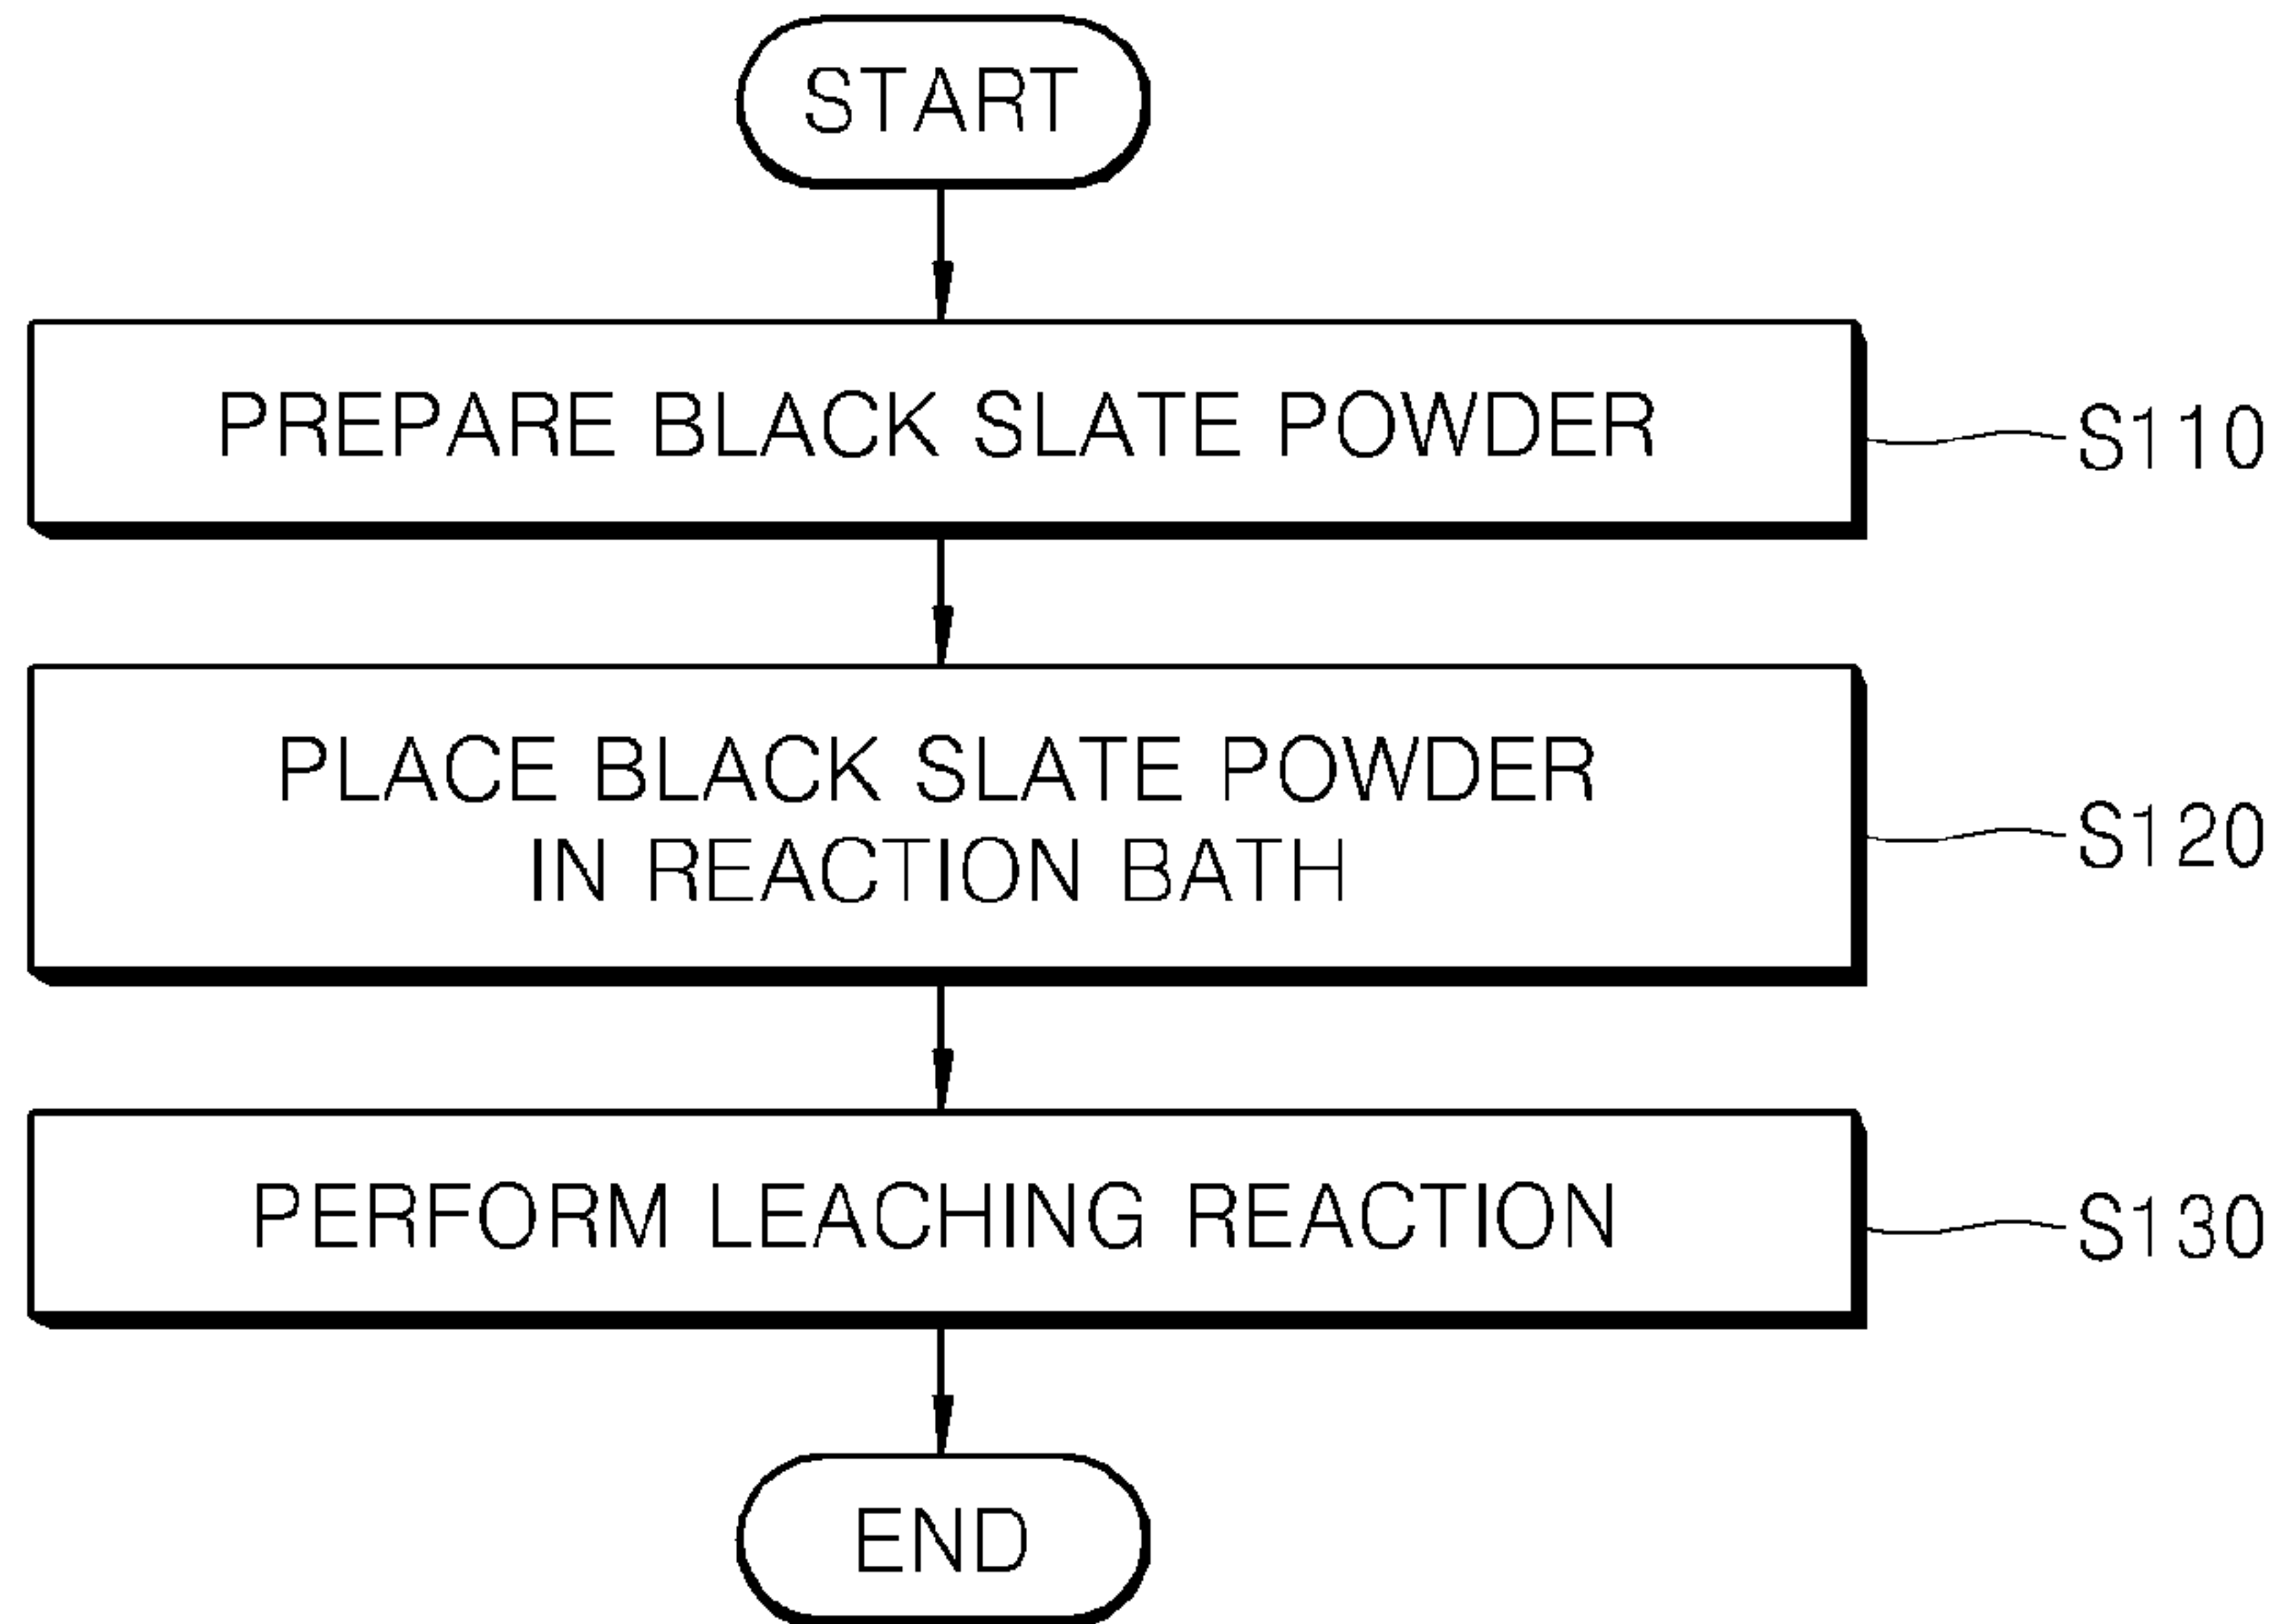 START
PREPARE BLACK SLATE POWDER
S110
PLACE BLACK SLATE POWDER
IN REACTION BATH
S120
PERFORM LEACHING REACTION
S130
END